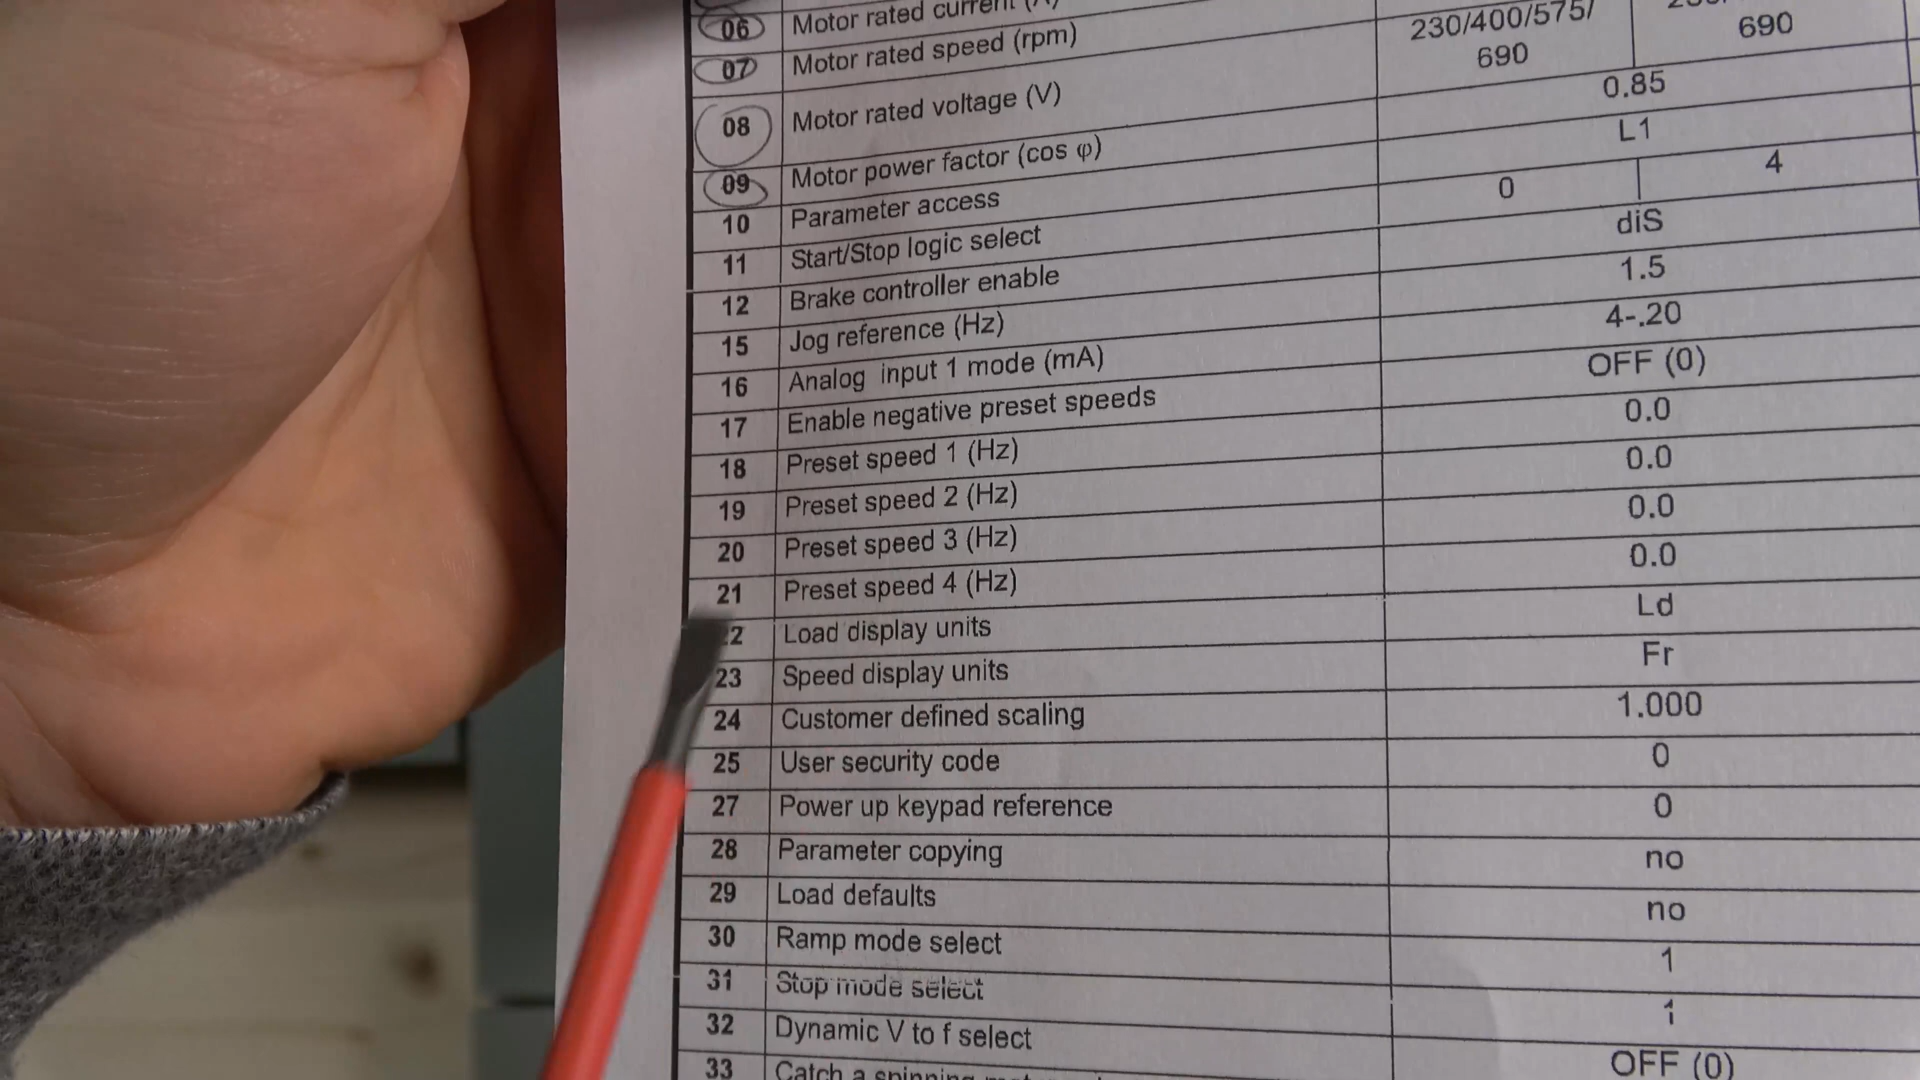 06 Motor rated current (A)
07 Motor rated speed (rpm)
08 Motor rated voltage (V) 230/400/575/ 690 690
09 Motor power factor (cos φ) 0.85
10 Parameter access L1
11 Start/Stop logic select 0 4
12 Brake controller enable diS
15 Jog reference (Hz) 1.5
16 Analog input 1 mode (mA) 4-.20
17 Enable negative preset speeds OFF (0)
18 Preset speed 1 (Hz) 0.0
19 Preset speed 2 (Hz) 0.0
20 Preset speed 3 (Hz) 0.0
21 Preset speed 4 (Hz) 0.0
22 Load display units Ld
23 Speed display units Fr
24 Customer defined scaling 1.000
25 User security code 0
27 Power up keypad reference 0
28 Parameter copying no
29 Load defaults no
30 Ramp mode select 1
31 Stop mode select 1
32 Dynamic V to f select OFF (0)
33 Catch a spinning